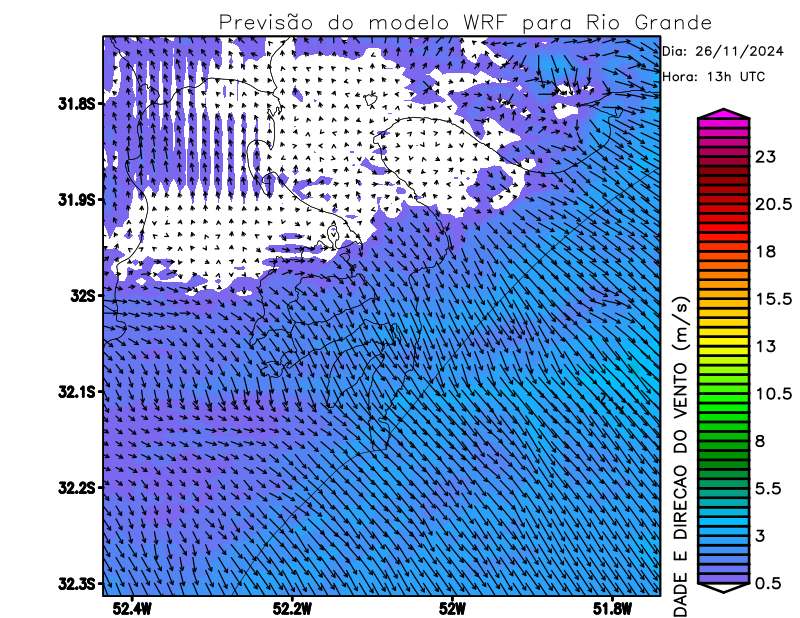 Previsão do modelo WRF para Rio Grande
Dia: 26/11/2024
Hora: 13h UTC
31.8S
31.9S
32S
32.1S
32.2S
32.3S
52.4W
52.2W
52W
51.8W
23
20.5
18
15.5
13
10.5
8
5.5
3
0.5
DADE E DIRECAO DO VENTO (m/s)